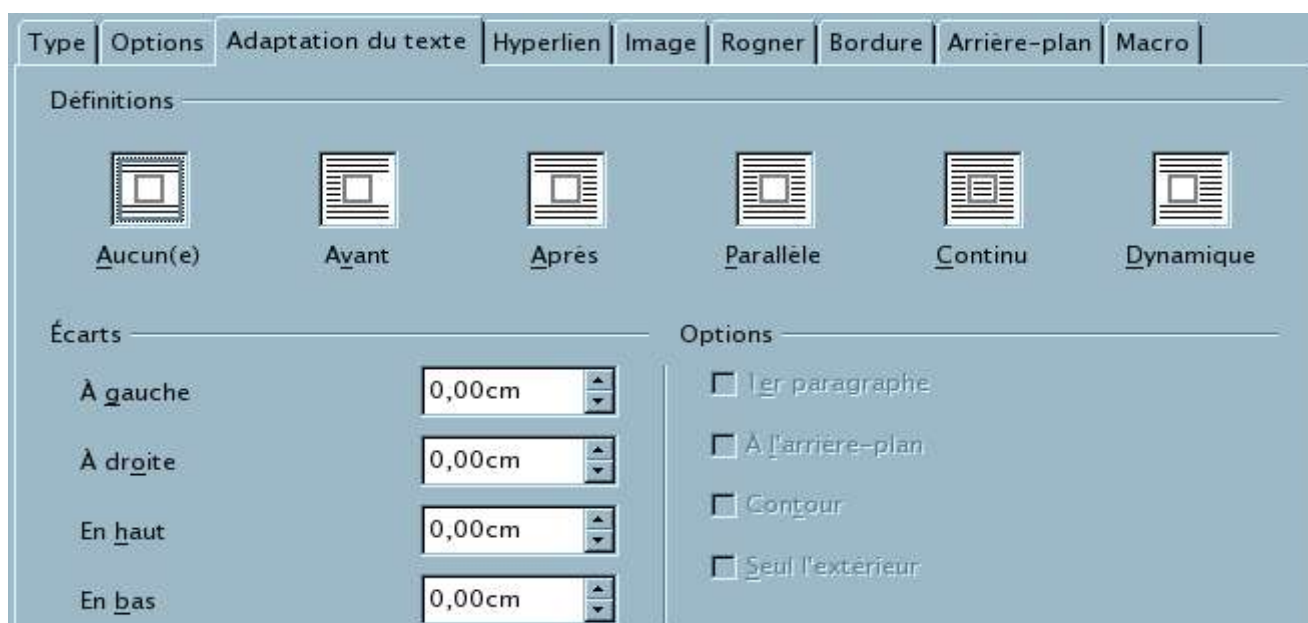 Type Options Adaptation du texte Hyperlien Image Rogner Bordure Arrière-plan Macro
Définitions
Aucun(e) Avant Après Parallèle Continu Dynamique
Écarts Options
À gauche 0,00cm 1er paragraphe
À droite 0,00cm À l'arrière-plan
En haut 0,00cm Contour
En bas 0,00cm Seul l'extérieur